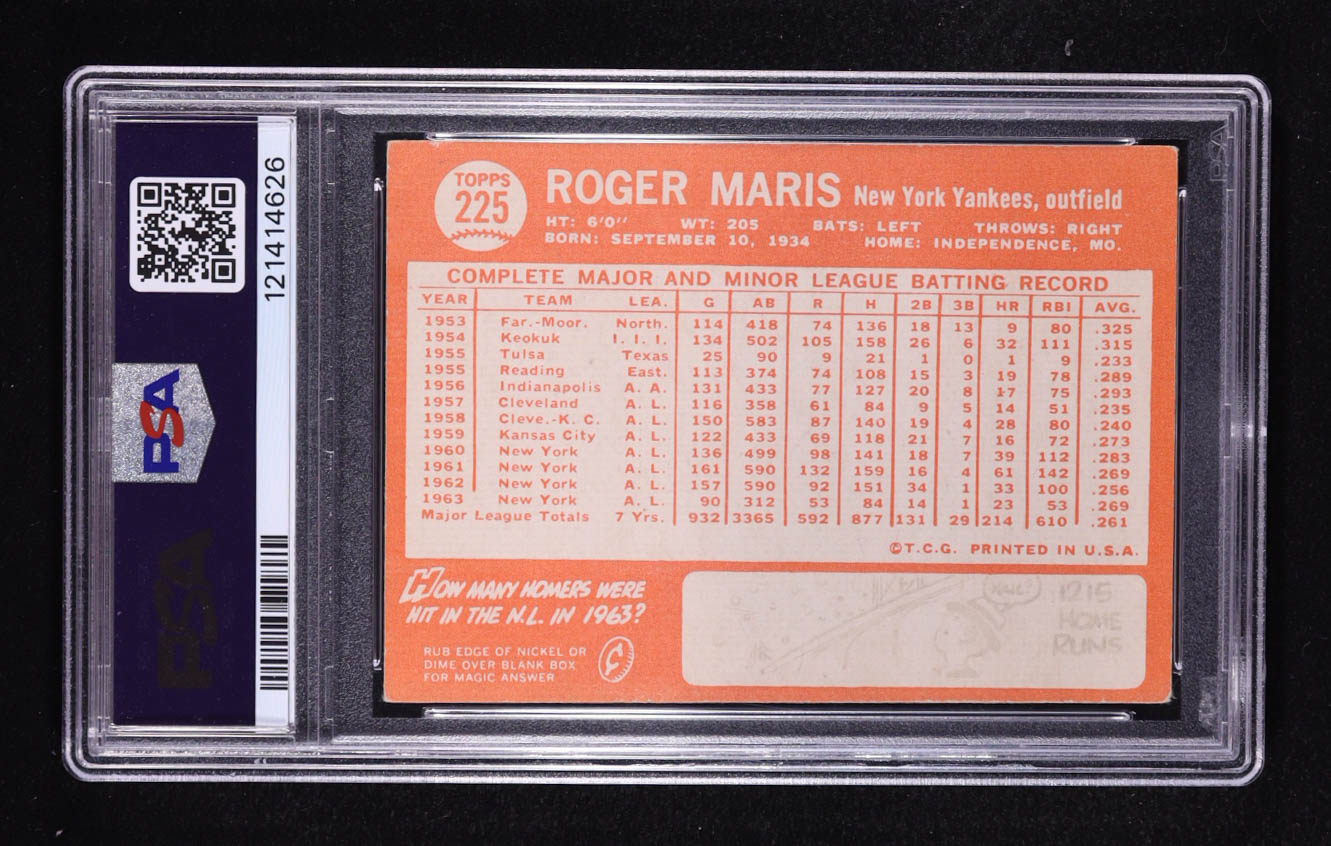 121414626
PSA
PSA
TOPPS
225
ROGER MARIS New York Yankees, outfield
HT: 6'0" WT: 205 BATS: LEFT THROWS: RIGHT
BORN: SEPTEMBER 10, 1934 HOME: INDEPENDENCE, MO.
COMPLETE MAJOR AND MINOR LEAGUE BATTING RECORD
YEAR TEAM LEA. G AB R H 2B 3B HR RBI AVG.
1953 Far.-Moor. North. 114 418 74 136 18 13 9 80 .325
1954 Keokuk I. I. I. 134 502 105 158 26 6 32 111 .315
1955 Tulsa Texas 25 90 9 21 1 0 1 9 .233
1955 Reading East. 113 374 74 108 15 3 19 78 .289
1956 Indianapolis A. A. 131 433 77 127 20 8 17 75 .293
1957 Cleveland A. L. 116 358 61 84 9 5 14 51 .235
1958 Cleve.-K. C. A. L. 150 583 87 140 19 4 28 80 .240
1959 Kansas City A. L. 122 433 69 118 21 7 16 72 .273
1960 New York A. L. 136 499 98 141 18 7 39 112 .283
1961 New York A. L. 161 590 132 159 16 4 61 142 .269
1962 New York A. L. 157 590 92 151 34 1 33 100 .256
1963 New York A. L. 90 312 53 84 14 1 23 53 .269
Major League Totals 7 Yrs. 932 3365 592 877 131 29 214 610 .261
©T.C.G. PRINTED IN U.S.A.
HOW MANY HOMERS WERE
HIT IN THE N.L. IN 1963?
RUB EDGE OF NICKEL OR
DIME OVER BLANK BOX
FOR MAGIC ANSWER
1215
HOME
RUNS
PSA